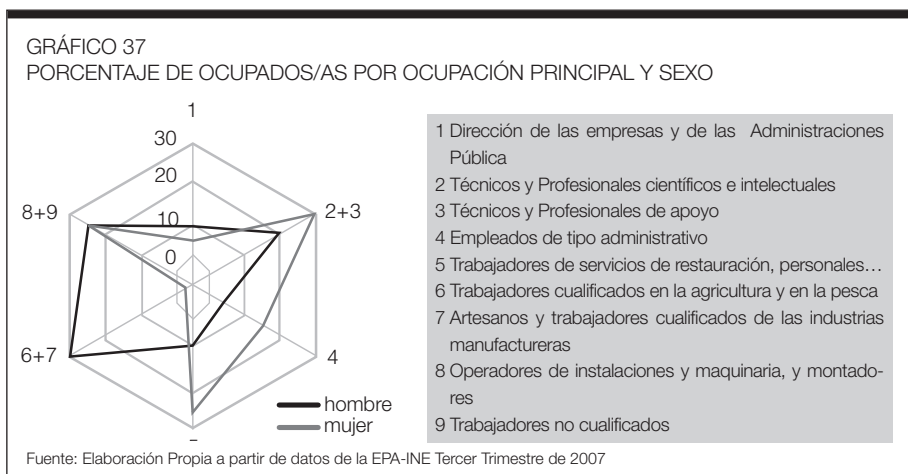 GRÁFICO 37
PORCENTAJE DE OCUPADOS/AS POR OCUPACIÓN PRINCIPAL Y SEXO
1
30
20
10
0
8+9
2+3
6+7
4
hombre
mujer
1 Dirección de las empresas y de las Administraciones
Pública
2 Técnicos y Profesionales científicos e intelectuales
3 Técnicos y Profesionales de apoyo
4 Empleados de tipo administrativo
5 Trabajadores de servicios de restauración, personales…
6 Trabajadores cualificados en la agricultura y en la pesca
7 Artesanos y trabajadores cualificados de las industrias
manufactureras
8 Operadores de instalaciones y maquinaria, y montado-
res
9 Trabajadores no cualificados
Fuente: Elaboración Propia a partir de datos de la EPA-INE Tercer Trimestre de 2007